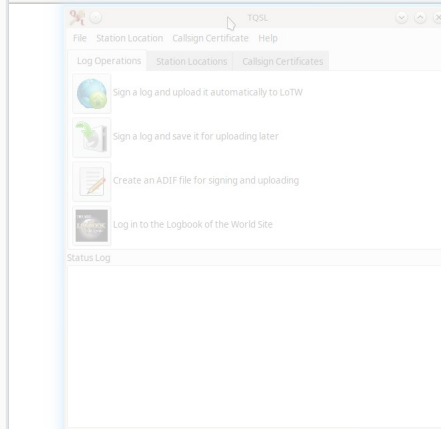 TQSL
File Station Location Callsign Certificate Help
Log Operations Station Locations Callsign Certificates
Sign a log and upload it automatically to LoTW
Sign a log and save it for uploading later
Create an ADIF file for signing and uploading
Log in to the Logbook of the World Site
Status Log